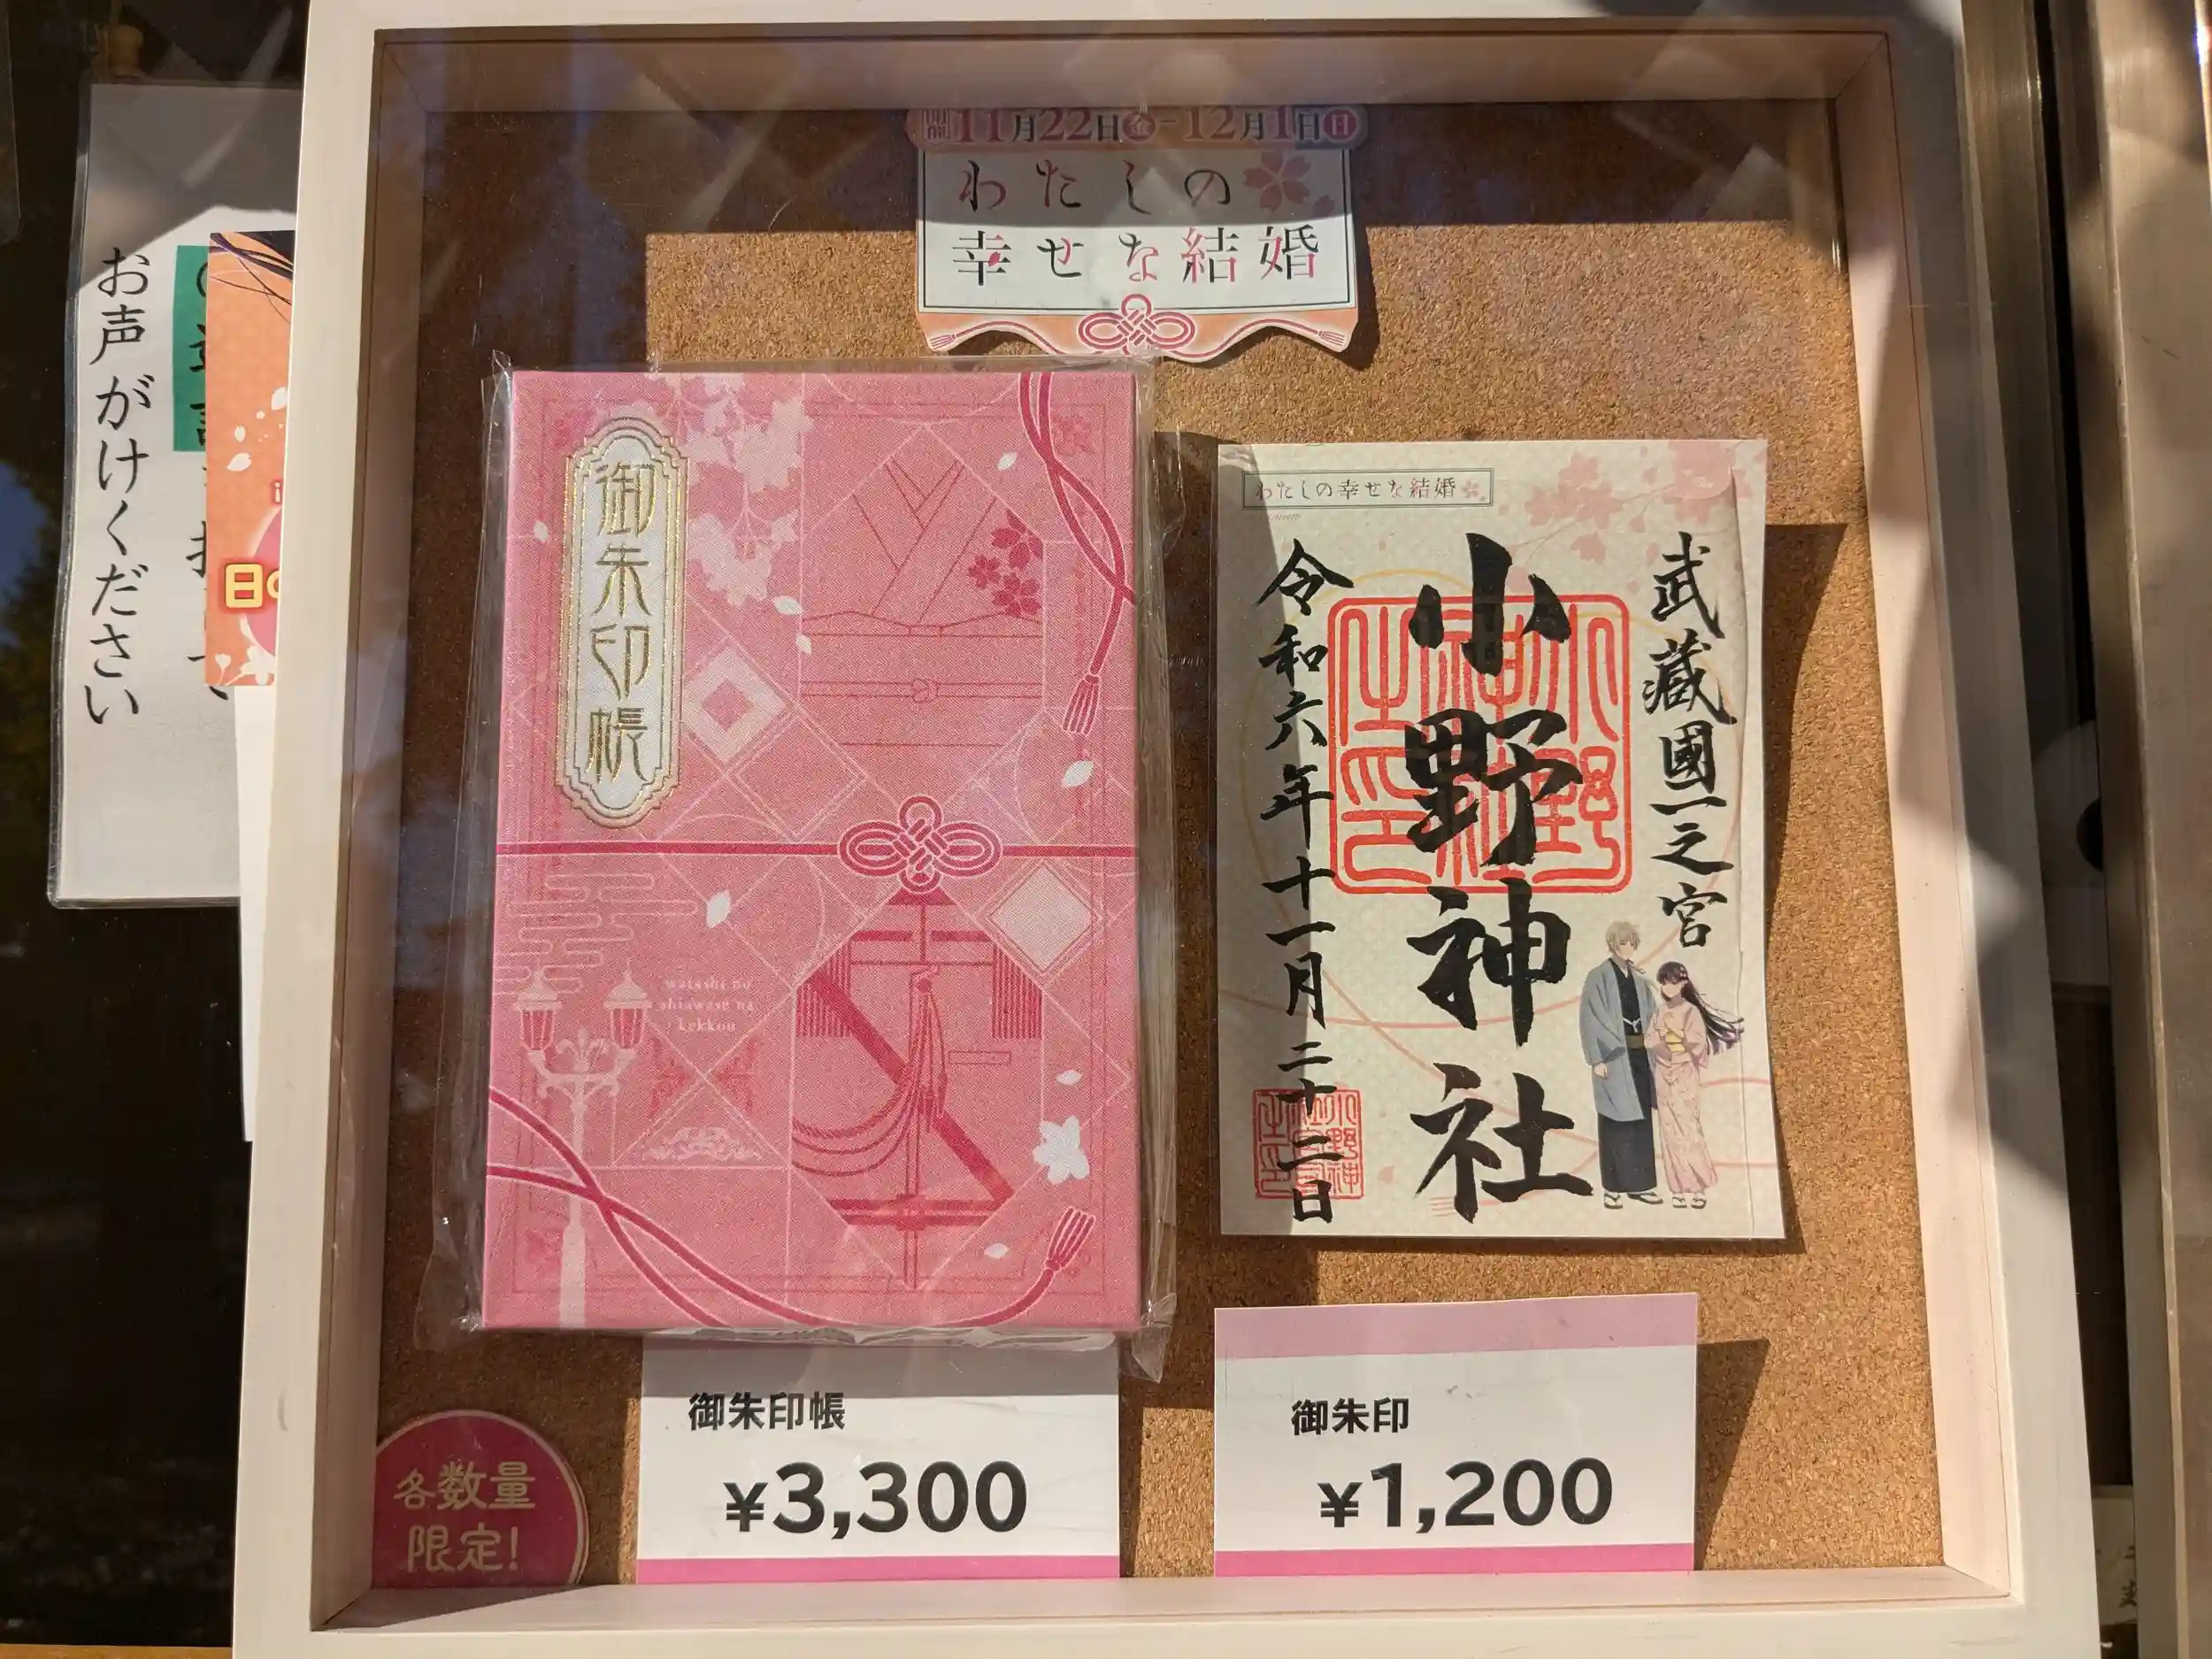 11月22日金-12月1日日
わたしの
幸せな結婚
お声がけください
御朱印帳
watashi no
shiawase na
kekkon
わたしの幸せな結婚
武蔵國一之宮
小野神社
令和六年十一月二十二日
御朱印帳
¥3,300
御朱印
¥1,200
各数量
限定!